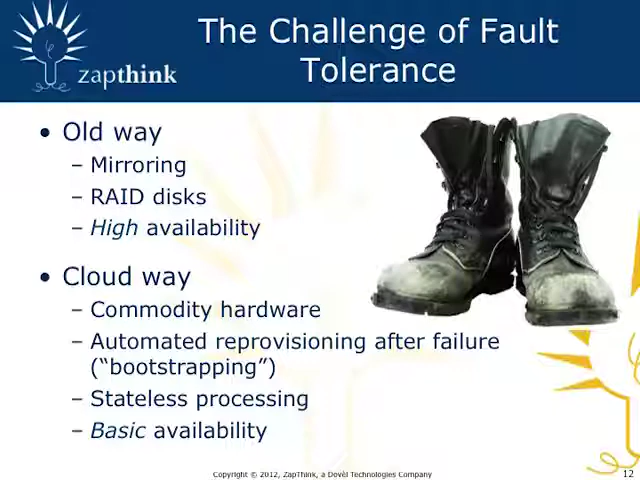 The Challenge of Fault
Tolerance
zapthink
• Old way
– Mirroring
– RAID disks
– High availability
• Cloud way
– Commodity hardware
– Automated reprovisioning after failure
(“bootstrapping”)
– Stateless processing
– Basic availability
Copyright © 2012, ZapThink, a Dovèl Technologies Company
12